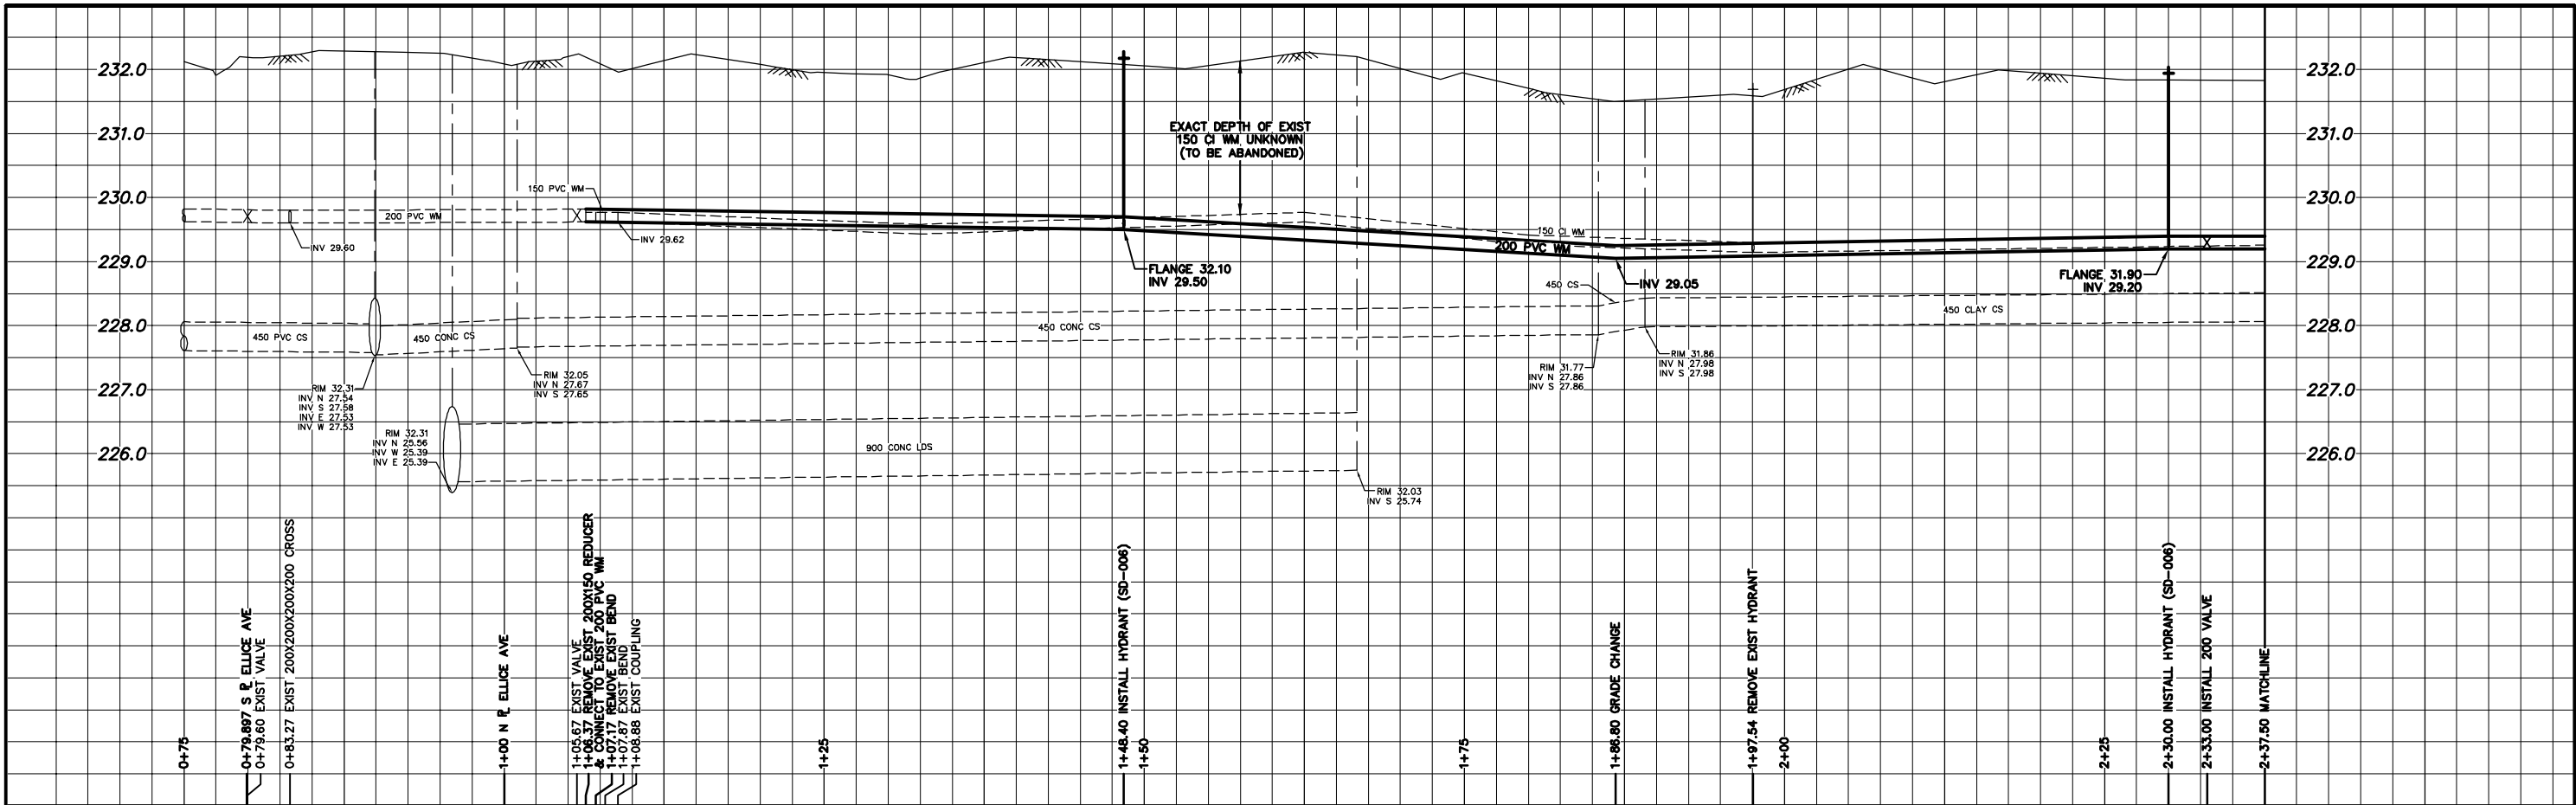 232.0
232.0
231.0
231.0
230.0
230.0
229.0
229.0
228.0
228.0
227.0
227.0
226.0
226.0
EXACT DEPTH OF EXIST
150 CI WM UNKNOWN
(TO BE ABANDONED)
150 PVC WM
200 PVC WM
INV 29.60
INV 29.62
150 CI WM
200 PVC WM
FLANGE 32.10
INV 29.50
INV 29.05
FLANGE 31.90
INV 29.20
450 CS
450 PVC CS
450 CONC CS
450 CONC CS
450 CLAY CS
RIM 32.31
INV N 27.54
INV S 27.58
INV E 27.53
INV W 27.53
RIM 32.05
INV N 27.67
INV S 27.65
RIM 31.77
INV N 27.86
INV S 27.86
RIM 31.86
INV N 27.98
INV S 27.98
RIM 32.31
INV N 25.56
INV W 25.39
INV E 25.39
900 CONC LDS
RIM 32.03
INV S 25.74
0+75
0+79.897 S PL ELLICE AVE
0+79.60 EXIST VALVE
0+83.27 EXIST 200X200X200X200 CROSS
1+00 N PL ELLICE AVE
1+05.67 EXIST VALVE
1+06.37 REMOVE EXIST 200X150 REDUCER
& CONNECT TO EXIST 200 PVC WM
1+07.17 REMOVE EXIST BEND
1+07.87 EXIST BEND
1+08.88 EXIST COUPLING
1+25
1+48.40 INSTALL HYDRANT (SD-006)
1+50
1+75
1+86.80 GRADE CHANGE
1+97.54 REMOVE EXIST HYDRANT
2+00
2+25
2+30.00 INSTALL HYDRANT (SD-006)
2+33.00 INSTALL 200 VALVE
2+37.50 MATCHLINE